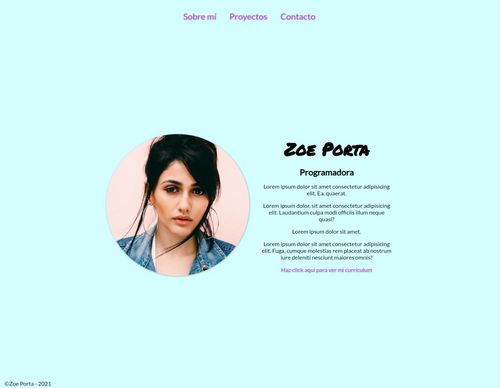 Sobre mí Proyectos Contacto
Zoe Porta
Programadora
Lorem ipsum dolor sit amet consectetur adipisicing
elit. Ea, quaerat.
Lorem ipsum dolor sit amet consectetur adipisicing
elit. Laudantium culpa modi officiis illum neque
quasi?
Lorem ipsum dolor sit amet.
Lorem ipsum dolor sit amet consectetur adipisicing
elit. Fuga, cumque molestias rem placeat ab nostrum
iure deleniti nesciunt maiores omnis?
Haz click aquí para ver mi currículum
©Zoe Porta - 2021